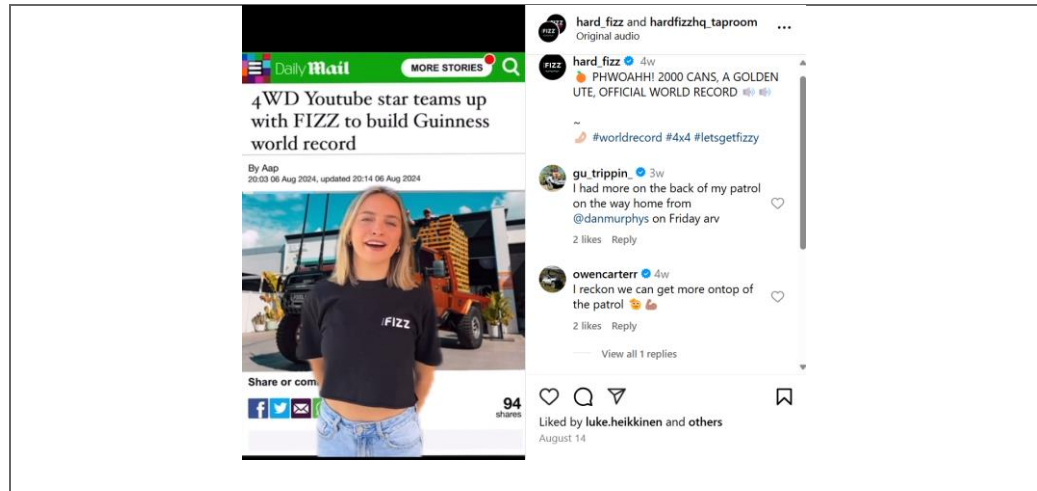 Daily Mail
MORE STORIES
4WD Youtube star teams up
with FIZZ to build Guinness
world record
By Aap
20:03 06 Aug 2024, updated 20:14 06 Aug 2024
FIZZ
Share or com
94
shares
FIZZ
hard_fizz and hardfizzhq_taproom
Original audio
FIZZ
hard_fizz 4w
🍊 PHWOAHH! 2000 CANS, A GOLDEN
UTE, OFFICIAL WORLD RECORD 🔊 🔊
~
🤌🏼 #worldrecord #4x4 #letsgetfizzy
gu_trippin_ 3w
I had more on the back of my patrol
on the way home from
@danmurphys on Friday arv
2 likes Reply
owencarterr 4w
I reckon we can get more ontop of
the patrol 🫡 💪🏽
2 likes Reply
View all 1 replies
Liked by luke.heikkinen and others
August 14